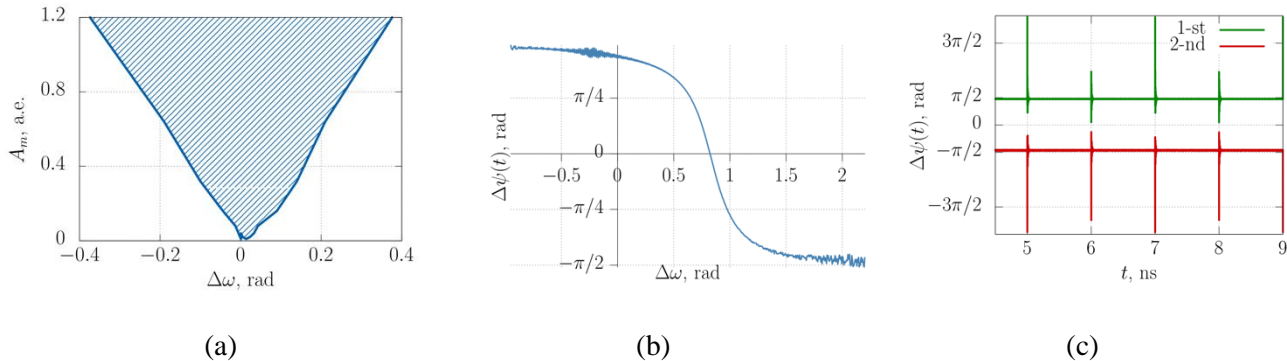 1.2
0.8
0.4
0
A_m, a.e.
−0.4 −0.2 0 0.2 0.4
Δω, rad
(a)
π/4
0
−π/4
−π/2
Δψ(t), rad
−0.5 0 0.5 1 1.5 2
Δω, rad
(b)
1-st
2-nd
3π/2
π/2
0
−π/2
−3π/2
Δψ(t), rad
5 6 7 8 9
t, ns
(c)